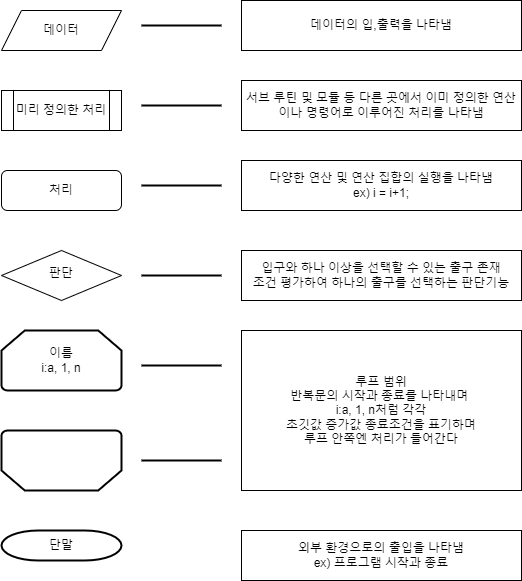 데이터
데이터의 입,출력을 나타냄
미리 정의한 처리
서브 루틴 및 모듈 등 다른 곳에서 이미 정의한 연산
이나 명령어로 이루어진 처리를 나타냄
처리
다양한 연산 및 연산 집합의 실행을 나타냄
ex) i = i+1;
판단
입구와 하나 이상을 선택할 수 있는 출구 존재
조건 평가하여 하나의 출구를 선택하는 판단기능
이름
i:a, 1, n
루프 범위
반복문의 시작과 종료를 나타내며
i:a, 1, n처럼 각각
초깃값 증가값 종료조건을 표기하며
루프 안쪽엔 처리가 들어간다
단말
외부 환경으로의 출입을 나타냄
ex) 프로그램 시작과 종료